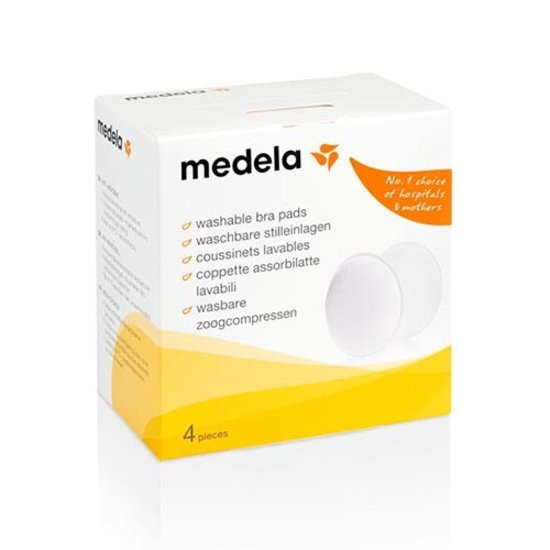 medela
No. 1 choice
of hospitals
& mothers
washable bra pads
waschbare stilleinlagen
coussinets lavables
coppette assorbilatte
lavabili
wasbare
zoogcompressen
4 pieces